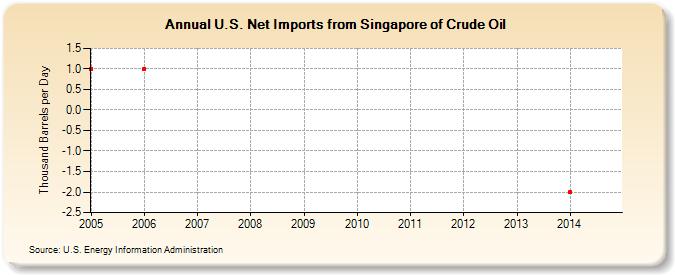 Annual U.S. Net Imports from Singapore of Crude Oil
Thousand Barrels per Day
1.5
1.0
0.5
0.0
-0.5
-1.0
-1.5
-2.0
-2.5
2005 2006 2007 2008 2009 2010 2011 2012 2013 2014
Source: U.S. Energy Information Administration